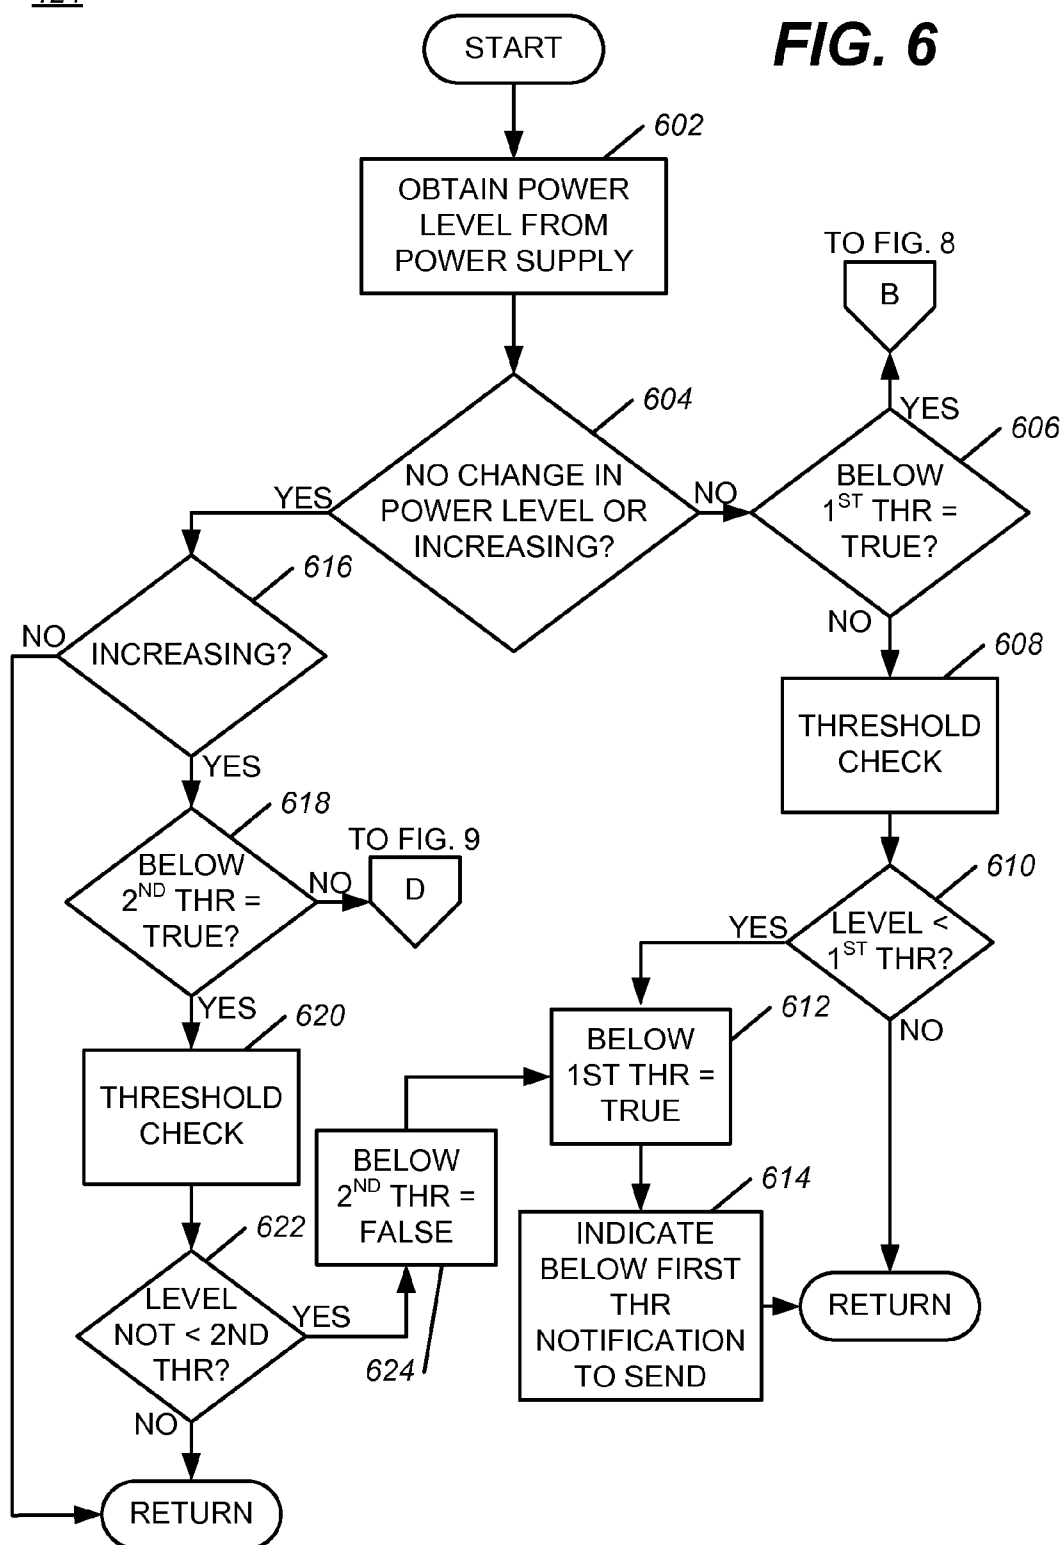 START
FIG. 6
602
OBTAIN POWER
LEVEL FROM
POWER SUPPLY
TO FIG. 8
B
604
YES
606
NO CHANGE IN
POWER LEVEL OR
INCREASING?
YES
NO
BELOW
1ST THR =
TRUE?
616
NO
NO
INCREASING?
608
THRESHOLD
CHECK
YES
618
TO FIG. 9
BELOW
2ND THR =
TRUE?
NO
D
610
YES
LEVEL <
1ST THR?
YES
620
612
NO
THRESHOLD
CHECK
BELOW
1ST THR =
TRUE
BELOW
2ND THR =
FALSE
614
622
INDICATE
BELOW FIRST
THR
NOTIFICATION
TO SEND
LEVEL
NOT < 2ND
THR?
YES
RETURN
624
NO
RETURN